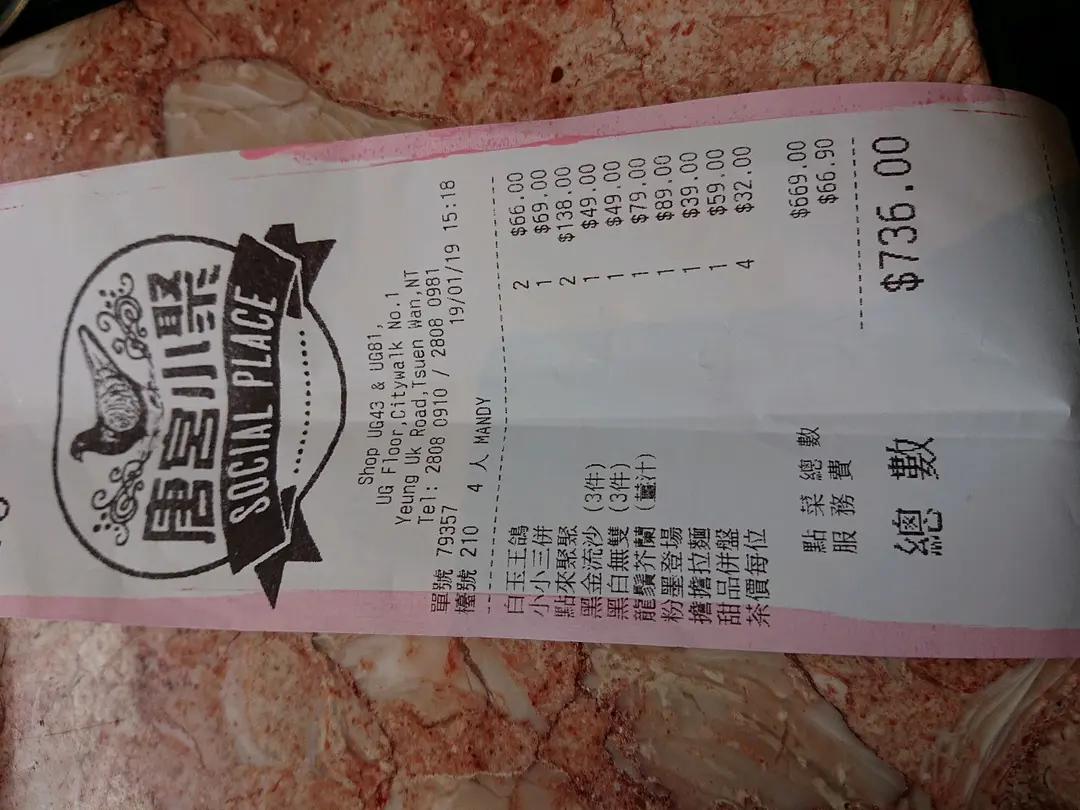 唐宮小聚
SOCIAL PLACE
Shop UG43 & UG81,
UG Floor,Citywalk No.1
Yeung Uk Road,Tsuen Wan,NT
Tel: 2808 0910 / 2808 0981
單號 79357 19/01/19 15:18
檯號 210 4 人 MANDY
白玉王鴿 2 $66.00
小小三併 1 $69.00
點來聚聚 2 $138.00
黑金流沙 (3件) 1 $49.00
黑白無雙 (3件) 1 $49.00
龍鬚芥蘭 (薑汁) 1 $79.00
粉墨登場 1 $89.00
擔擔拉麵 1 $39.00
甜品併盤 1 $59.00
茶價每位 4 $32.00
點菜總數 $669.00
服務費 $66.90
總數 $736.00